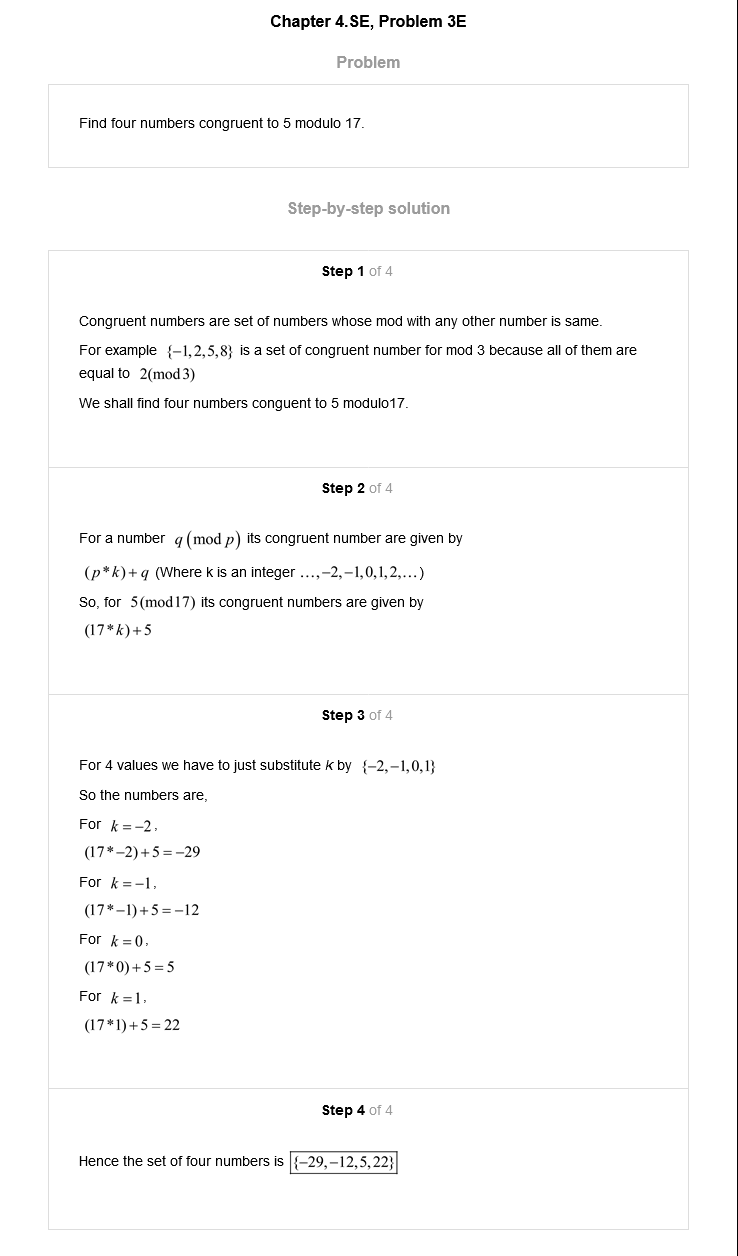 Chapter 4.SE, Problem 3E
Problem
Find four numbers congruent to 5 modulo 17.
Step-by-step solution
Step 1 of 4
Congruent numbers are set of numbers whose mod with any other number is same.
For example {−1,2,5,8} is a set of congruent number for mod 3 because all of them are
equal to 2(mod 3)
We shall find four numbers conguent to 5 modulo17.
Step 2 of 4
For a number q(mod p) its congruent number are given by
(p*k)+q (Where k is an integer ...,−2,−1,0,1,2,...)
So, for 5(mod17) its congruent numbers are given by
(17*k)+5
Step 3 of 4
For 4 values we have to just substitute k by {−2,−1,0,1}
So the numbers are,
For k=−2,
(17*−2)+5=−29
For k=−1,
(17*−1)+5=−12
For k=0,
(17*0)+5=5
For k=1,
(17*1)+5=22
Step 4 of 4
Hence the set of four numbers is {−29,−12,5,22}